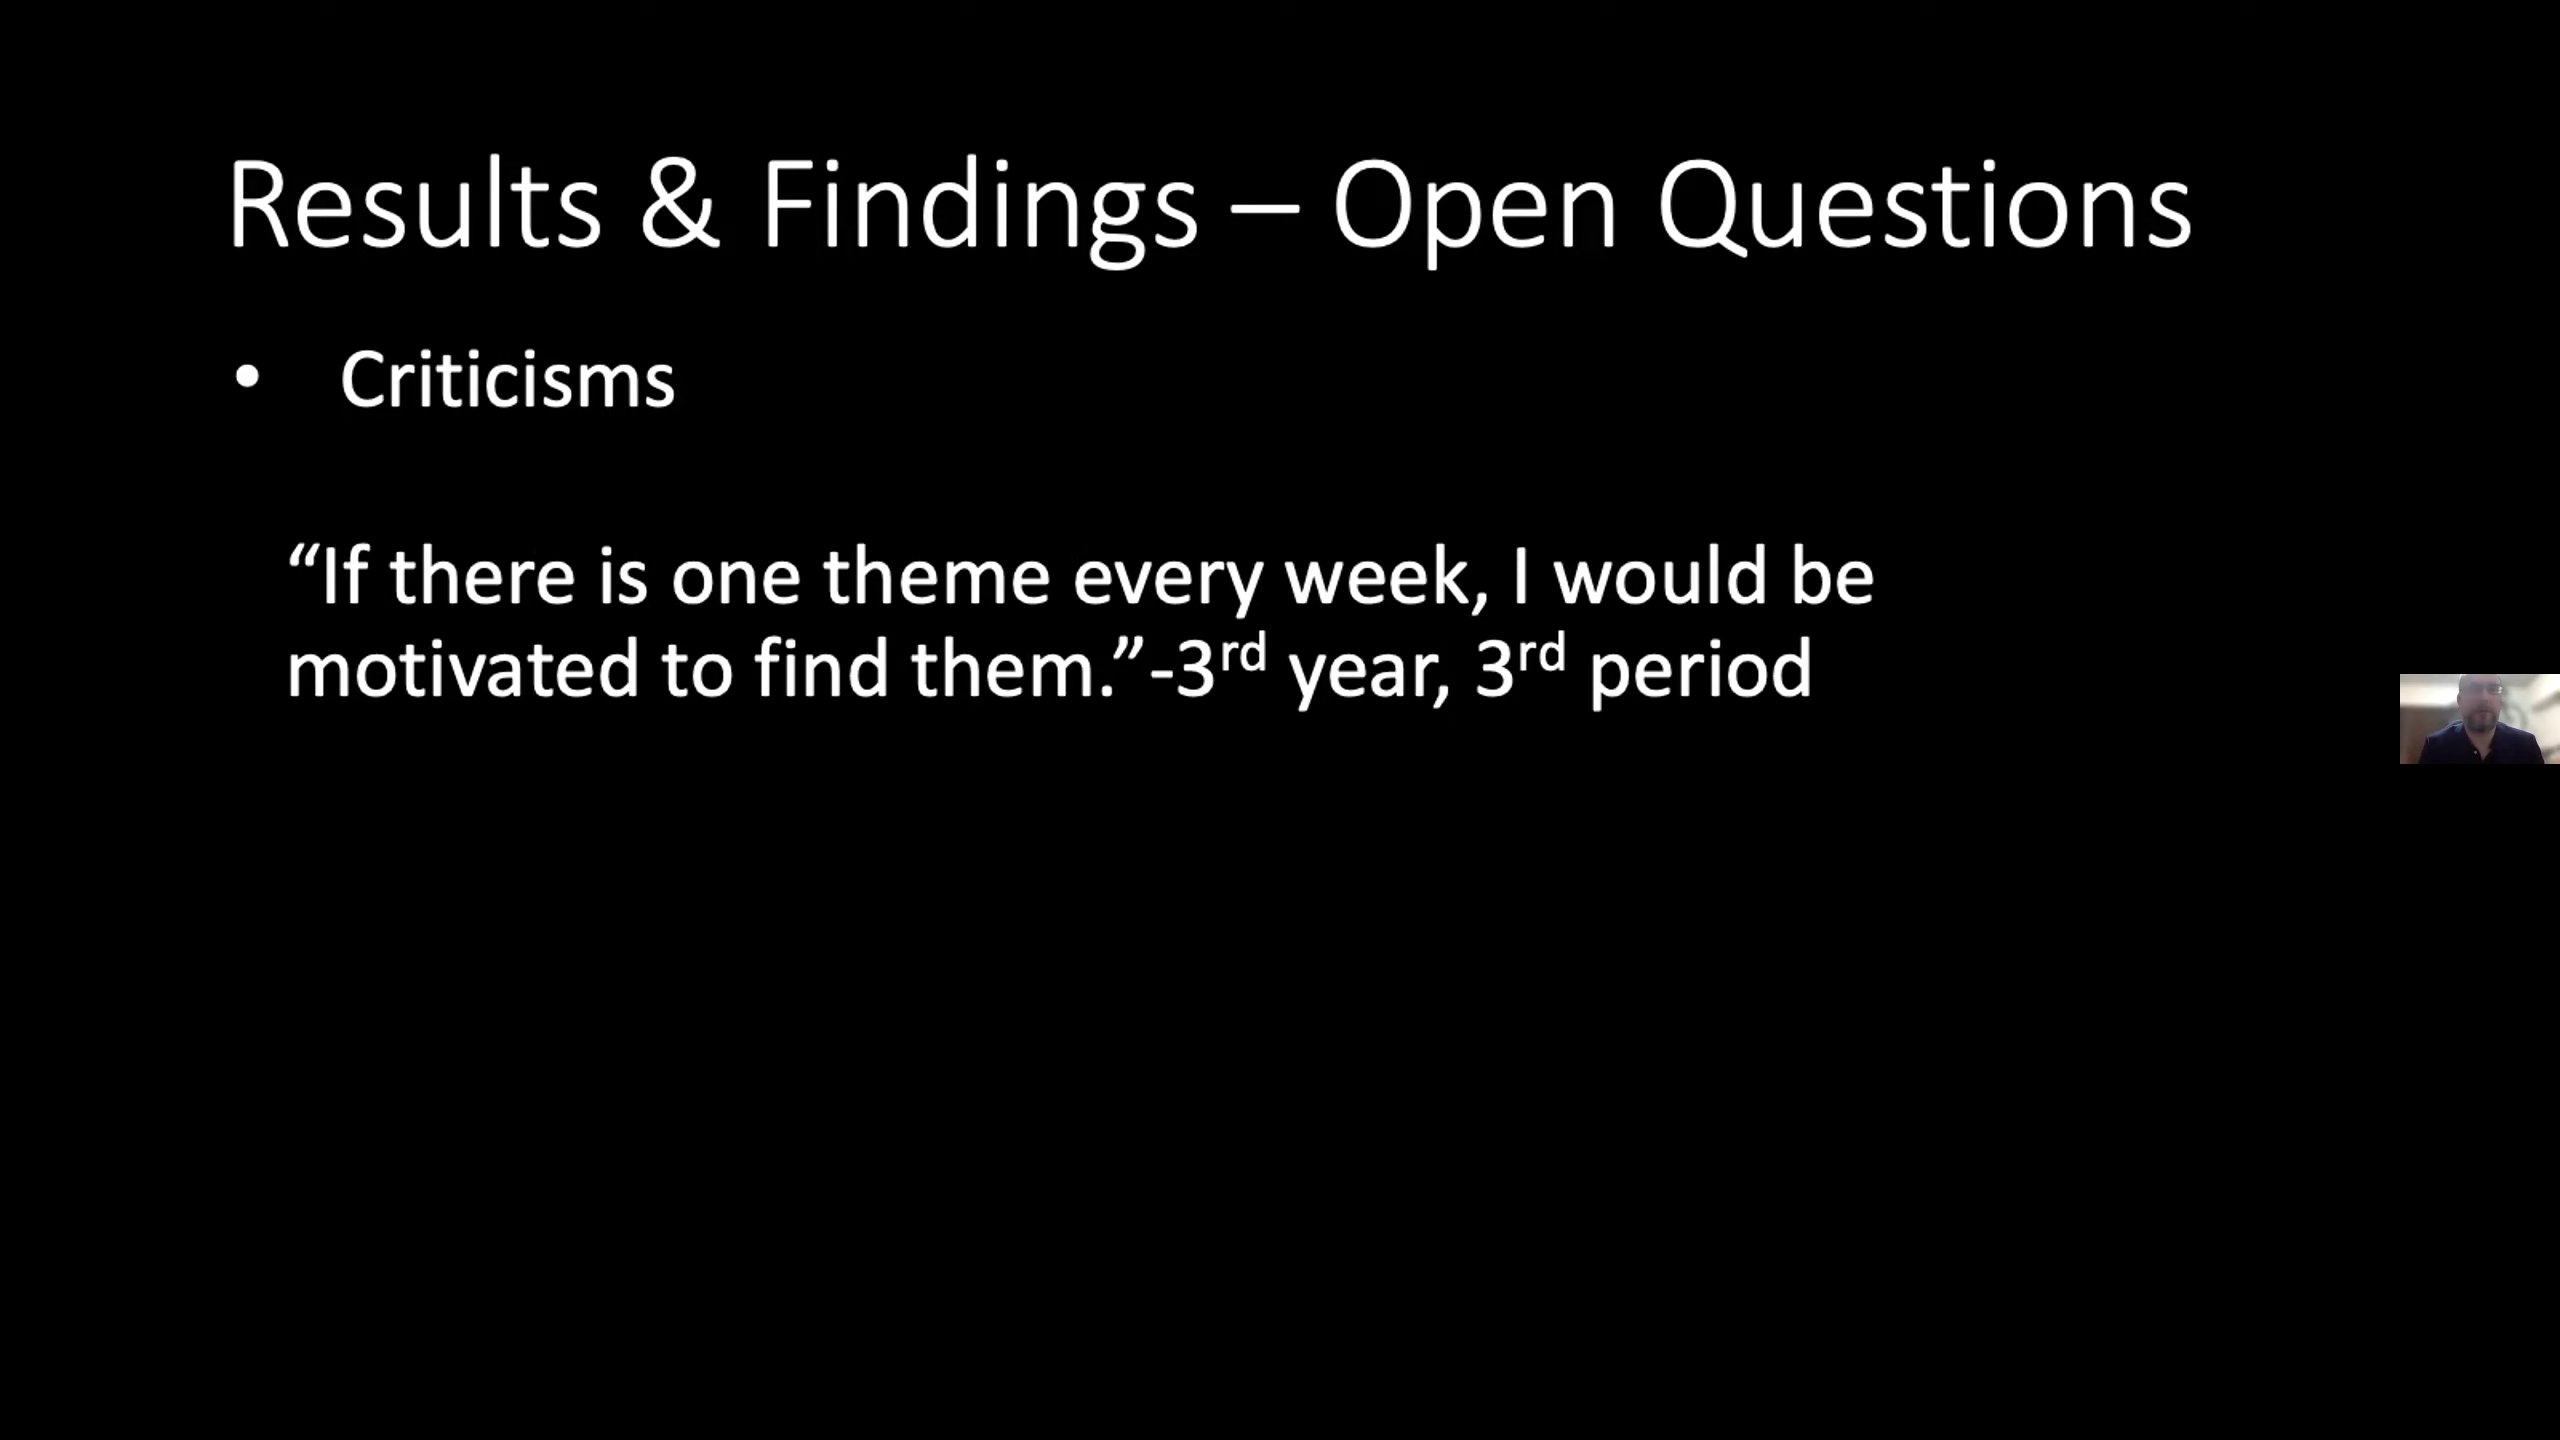 Results & Findings – Open Questions
• Criticisms
“If there is one theme every week, I would be
motivated to find them.”-3rd year, 3rd period